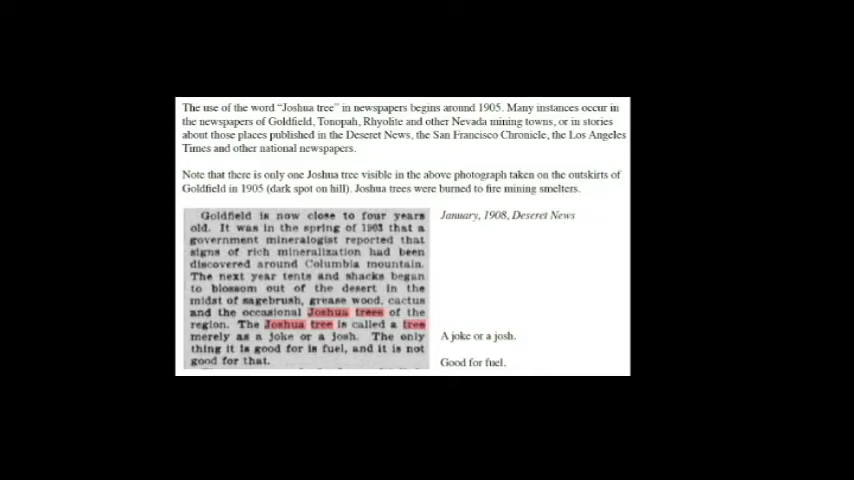 The use of the word “Joshua tree” in newspapers begins around 1905. Many instances occur in
the newspapers of Goldfield, Tonopah, Rhyolite and other Nevada mining towns, or in stories
about those places published in the Deseret News, the San Francisco Chronicle, the Los Angeles
Times and other national newspapers.
Note that there is only one Joshua tree visible in the above photograph taken on the outskirts of
Goldfield in 1905 (dark spot on hill). Joshua trees were burned to fire mining smelters.
Goldfield is now close to four years
old. It was in the spring of 1903 that a
government mineralogist reported that
signs of rich mineralization had been
discovered around Columbia mountain.
The next year tents and shacks began
to blossom out of the desert in the
midst of sagebrush, grease wood, cactus
and the occasional Joshua trees of the
region. The Joshua tree is called a tree
merely as a joke or a josh. The only
thing it is good for is fuel, and it is not
good for that.
January, 1908, Deseret News
A joke or a josh.
Good for fuel.